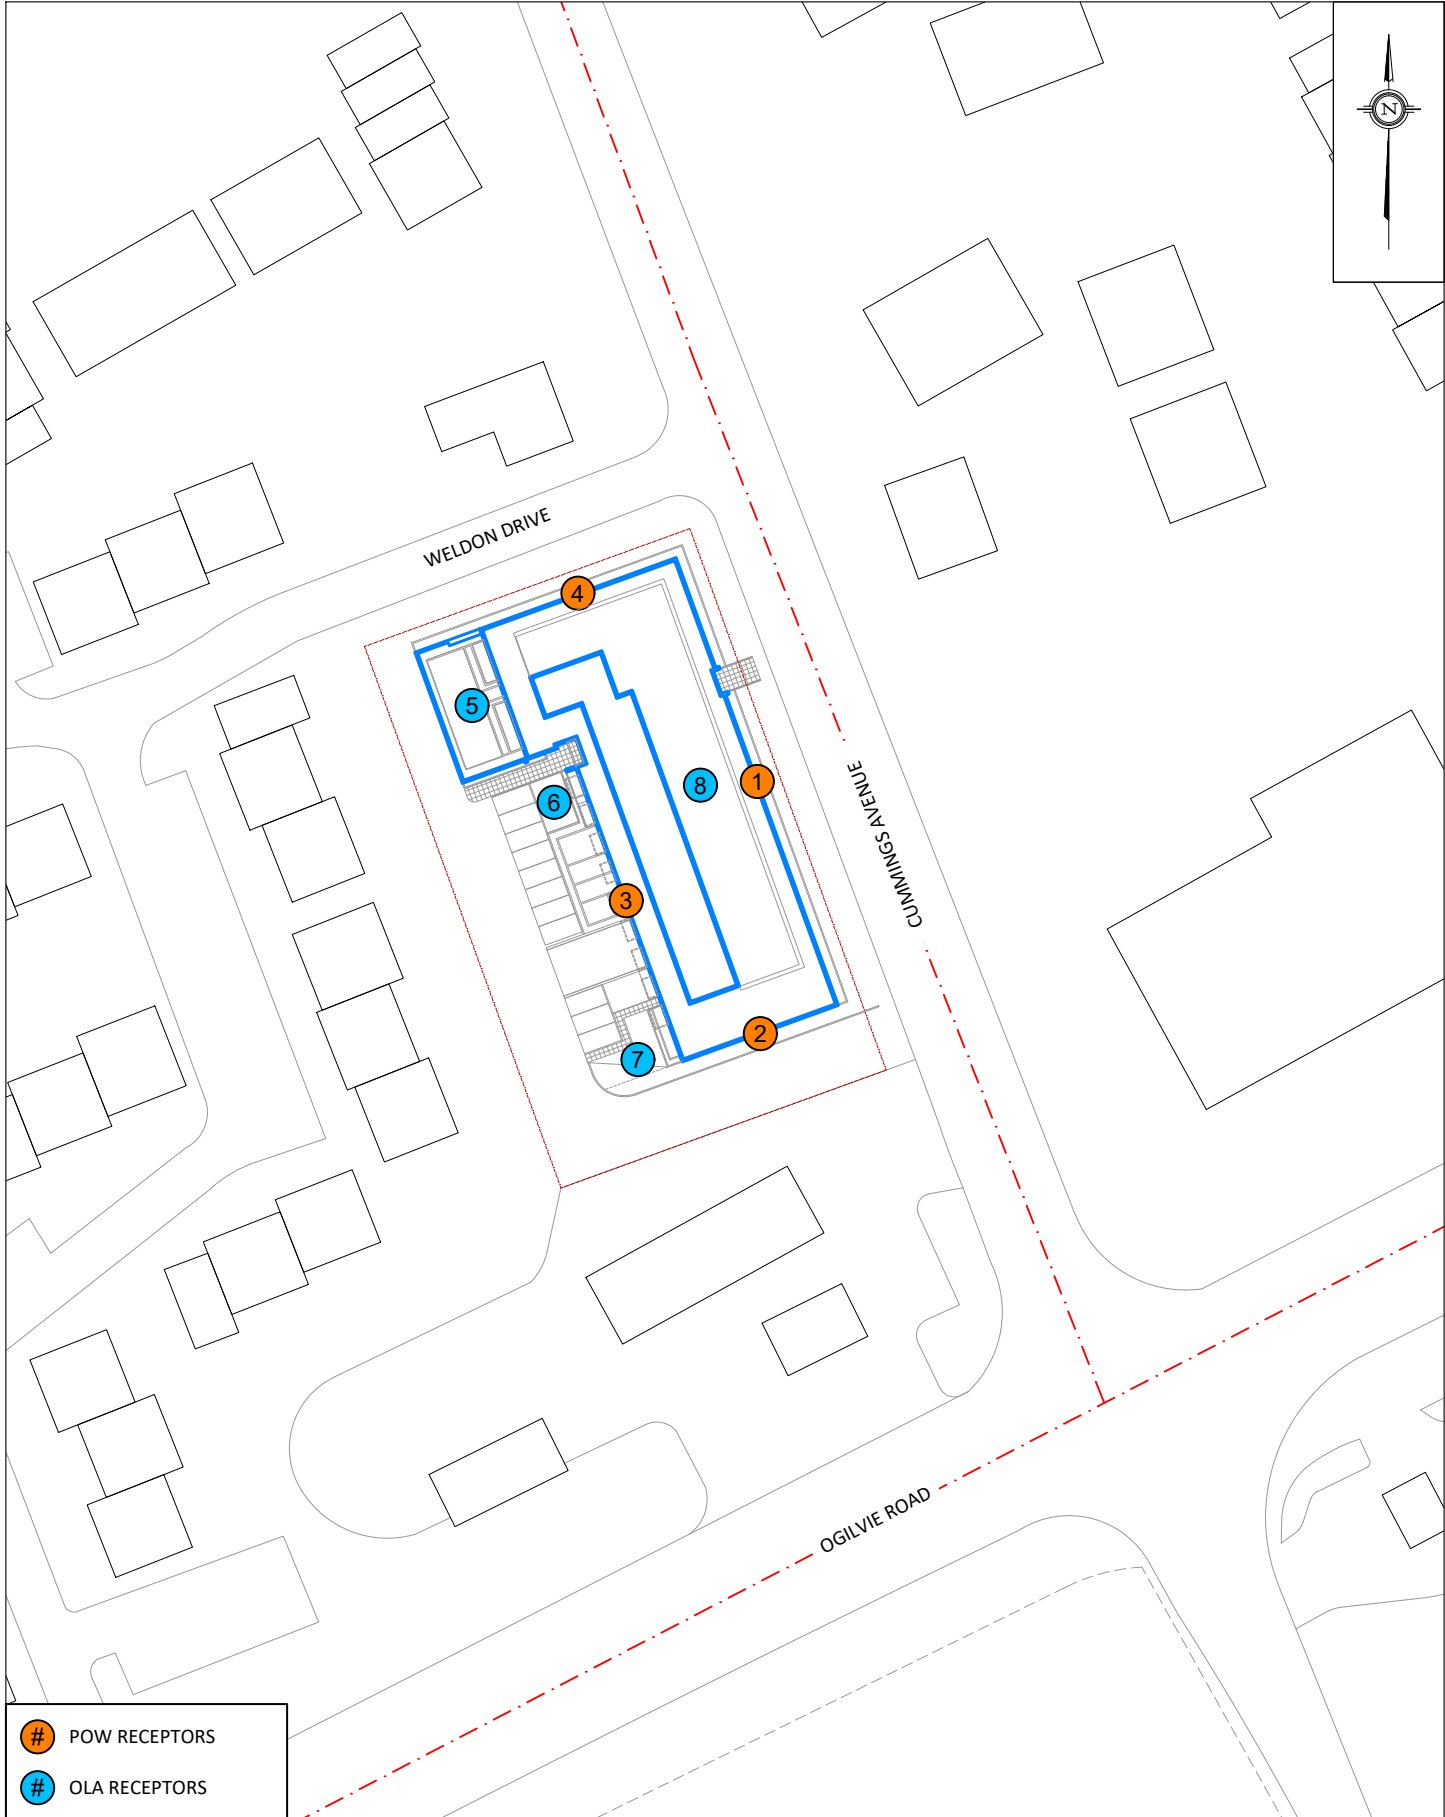 N
WELDON DRIVE
4
5
6
8
1
CUMMINGS AVENUE
3
2
7
OGILVIE ROAD
# POW RECEPTORS
# OLA RECEPTORS